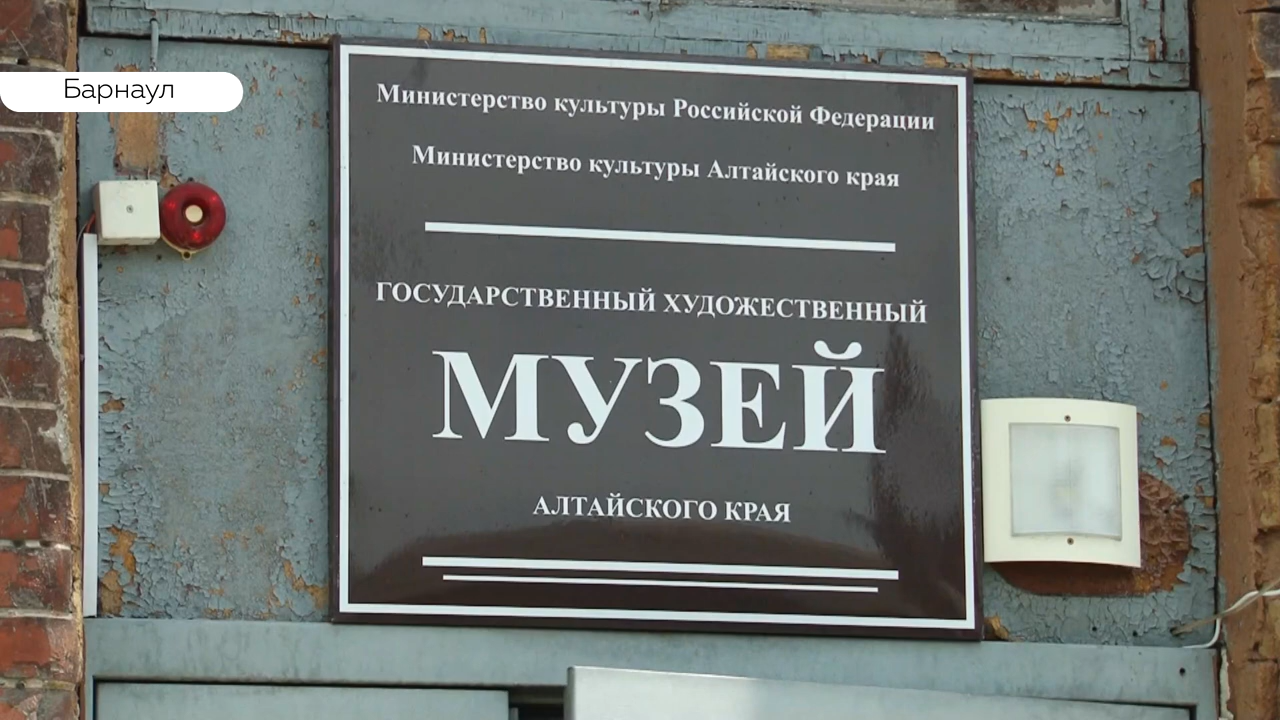 Барнаул
Министерство культуры Российской Федерации
Министерство культуры Алтайского края
ГОСУДАРСТВЕННЫЙ ХУДОЖЕСТВЕННЫЙ
МУЗЕЙ
АЛТАЙСКОГО КРАЯ